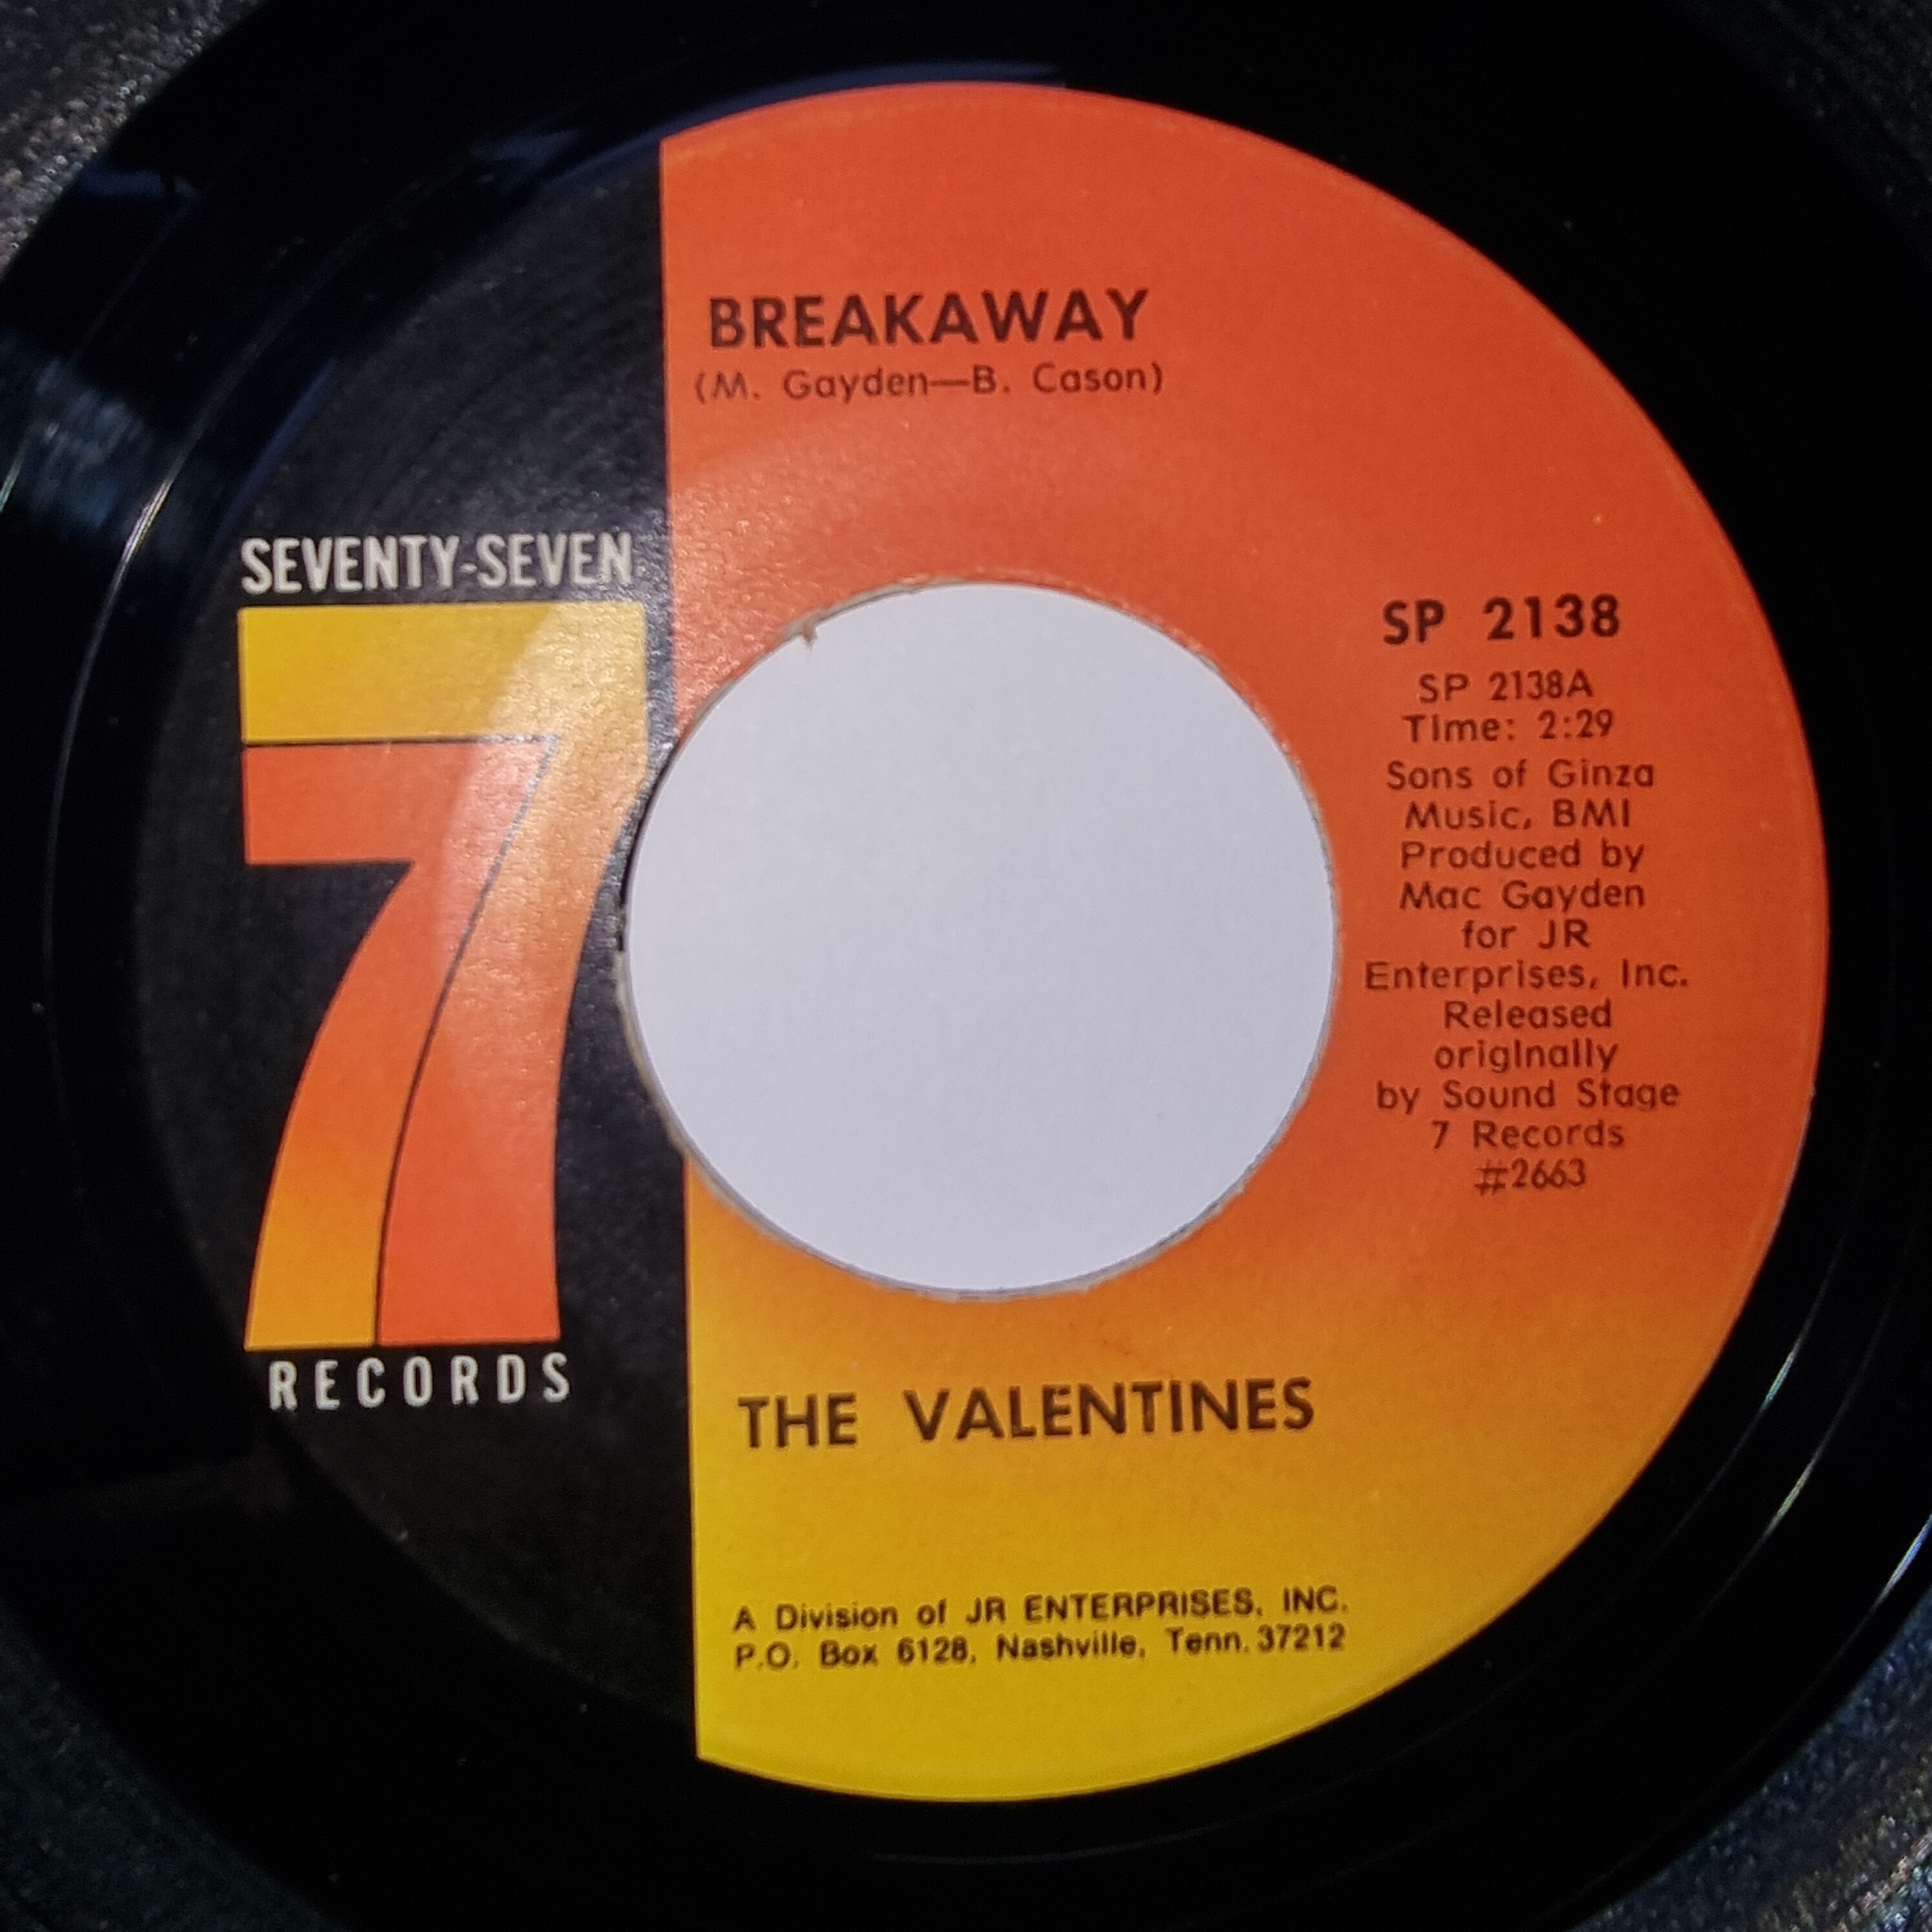 BREAKAWAY
(M. Gayden—B. Cason)
SEVENTY-SEVEN
7
RECORDS
SP 2138
SP 2138A
Time: 2:29
Sons of Ginza
Music, BMI
Produced by
Mac Gayden
for JR
Enterprises, Inc.
Released
originally
by Sound Stage
7 Records
#2663
THE VALENTINES
A Division of JR ENTERPRISES, INC.
P.O. Box 6128, Nashville, Tenn. 37212